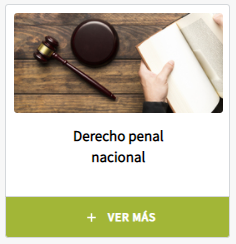 Derecho penal
nacional
+ VER MÁS